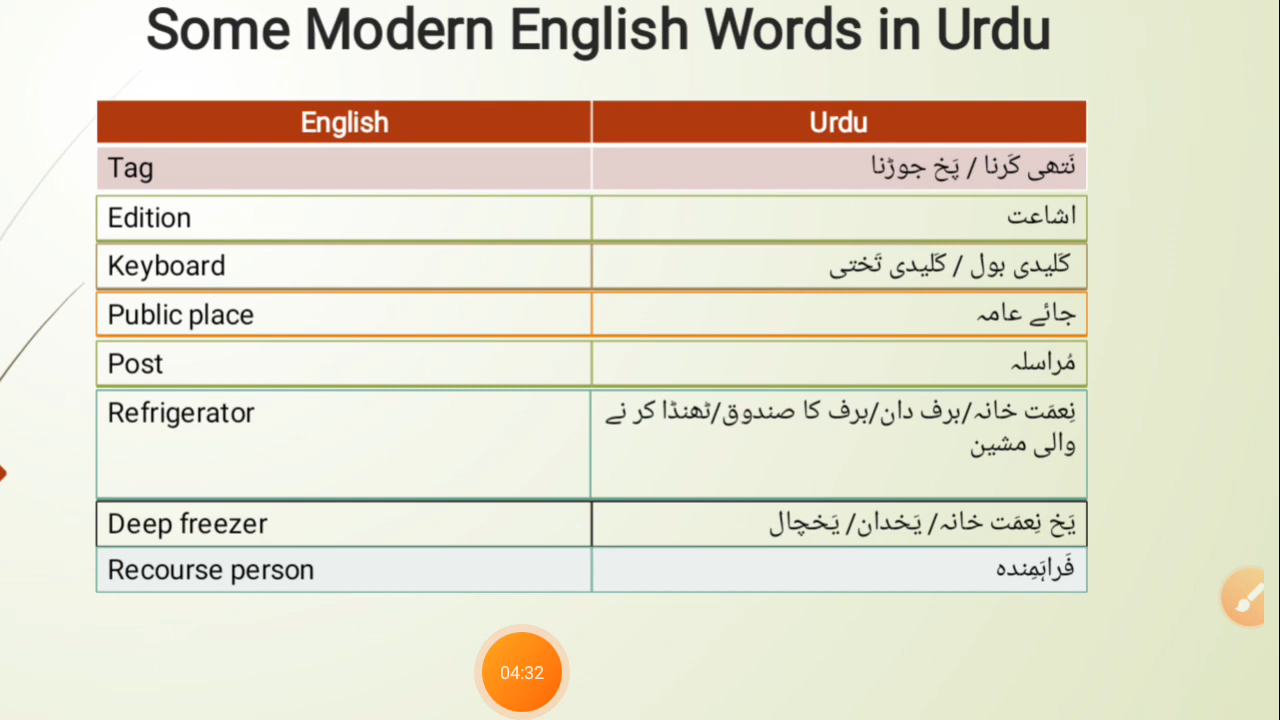 Some Modern English Words in Urdu
English Urdu
Tag نَتھی کَرنا / پَخ جوڑنا
Edition اشاعت
Keyboard کَلیدی بول / کَلیدی تَختی
Public place جائے عامہ
Post مُراسلہ
Refrigerator نِعمَت خانہ/برف دان/برف کا صندوق/ٹھنڈا کر نے
والی مشین
Deep freezer یَخ نِعمَت خانہ/ یَخدان/ یَخچال
Recourse person فَراہَمِندہ
04:32